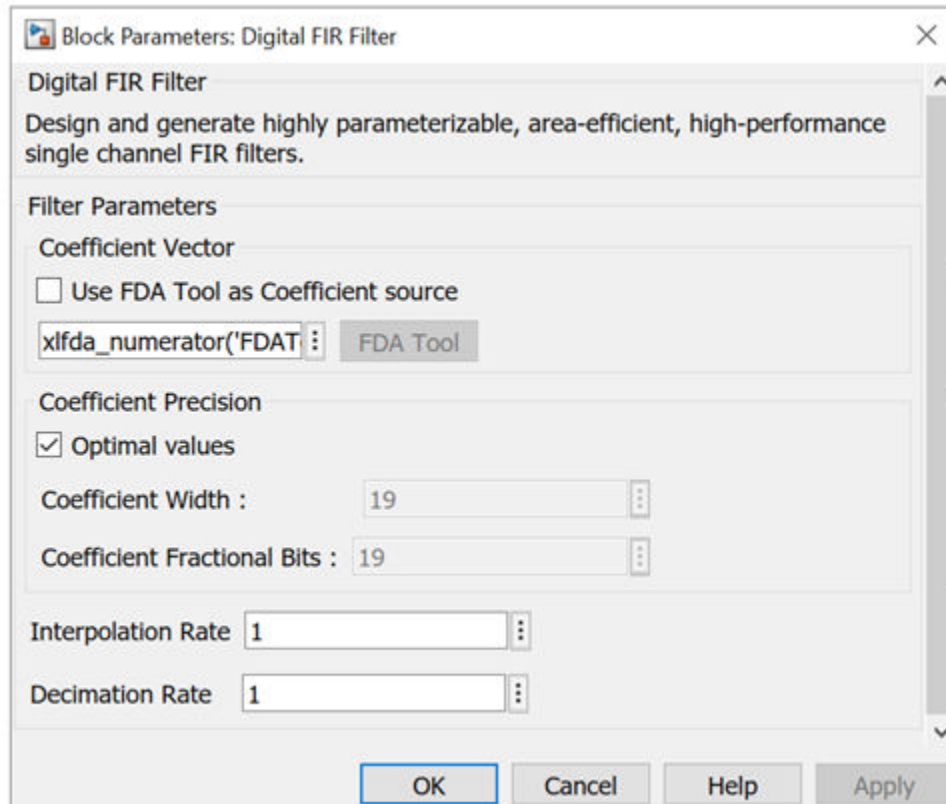 Block Parameters: Digital FIR Filter
Digital FIR Filter
Design and generate highly parameterizable, area-efficient, high-performance
single channel FIR filters.
Filter Parameters
Coefficient Vector
Use FDA Tool as Coefficient source
xlfda_numerator('FDAT
FDA Tool
Coefficient Precision
Optimal values
Coefficient Width : 19
Coefficient Fractional Bits : 19
Interpolation Rate 1
Decimation Rate 1
OK Cancel Help Apply